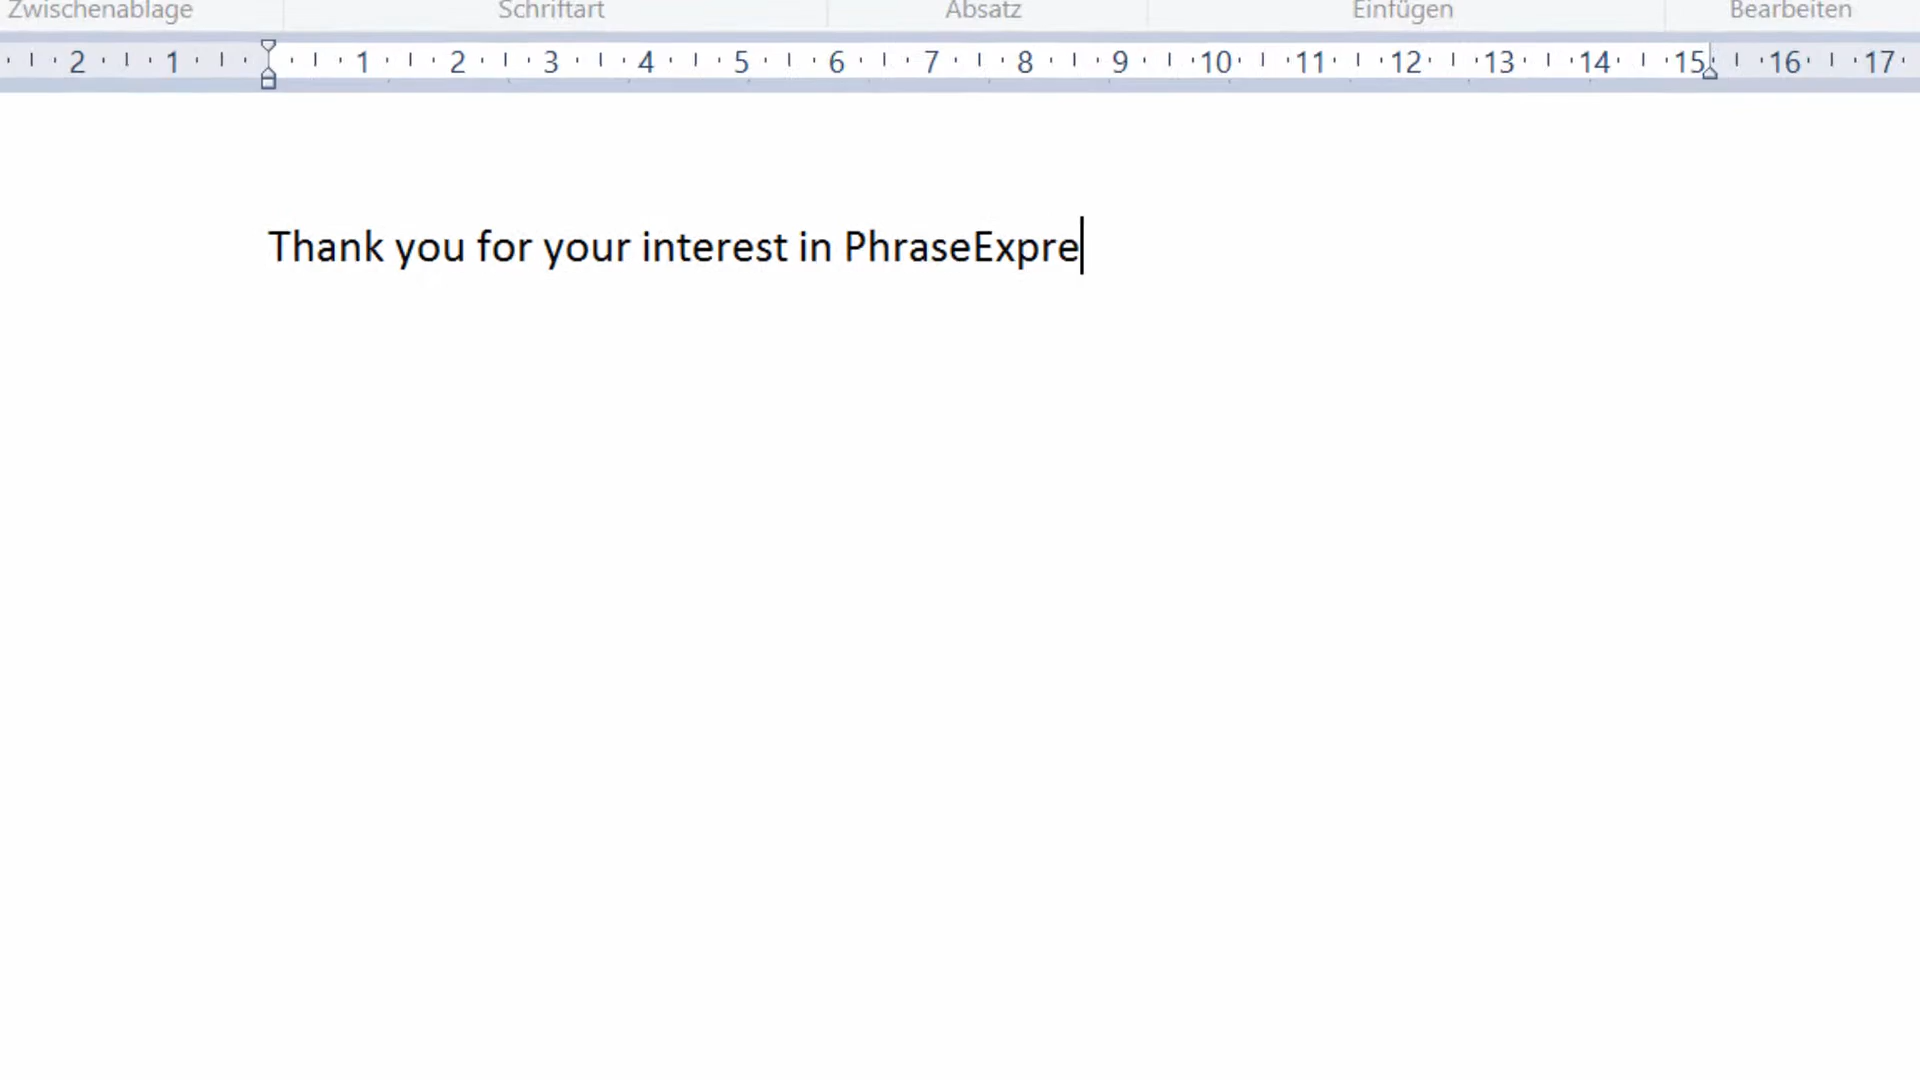 Zwischenablage Schriftart Absatz Einfügen Bearbeiten
2 1 1 2 3 4 5 6 7 8 9 10 11 12 13 14 15 16 17
Thank you for your interest in PhraseExpre